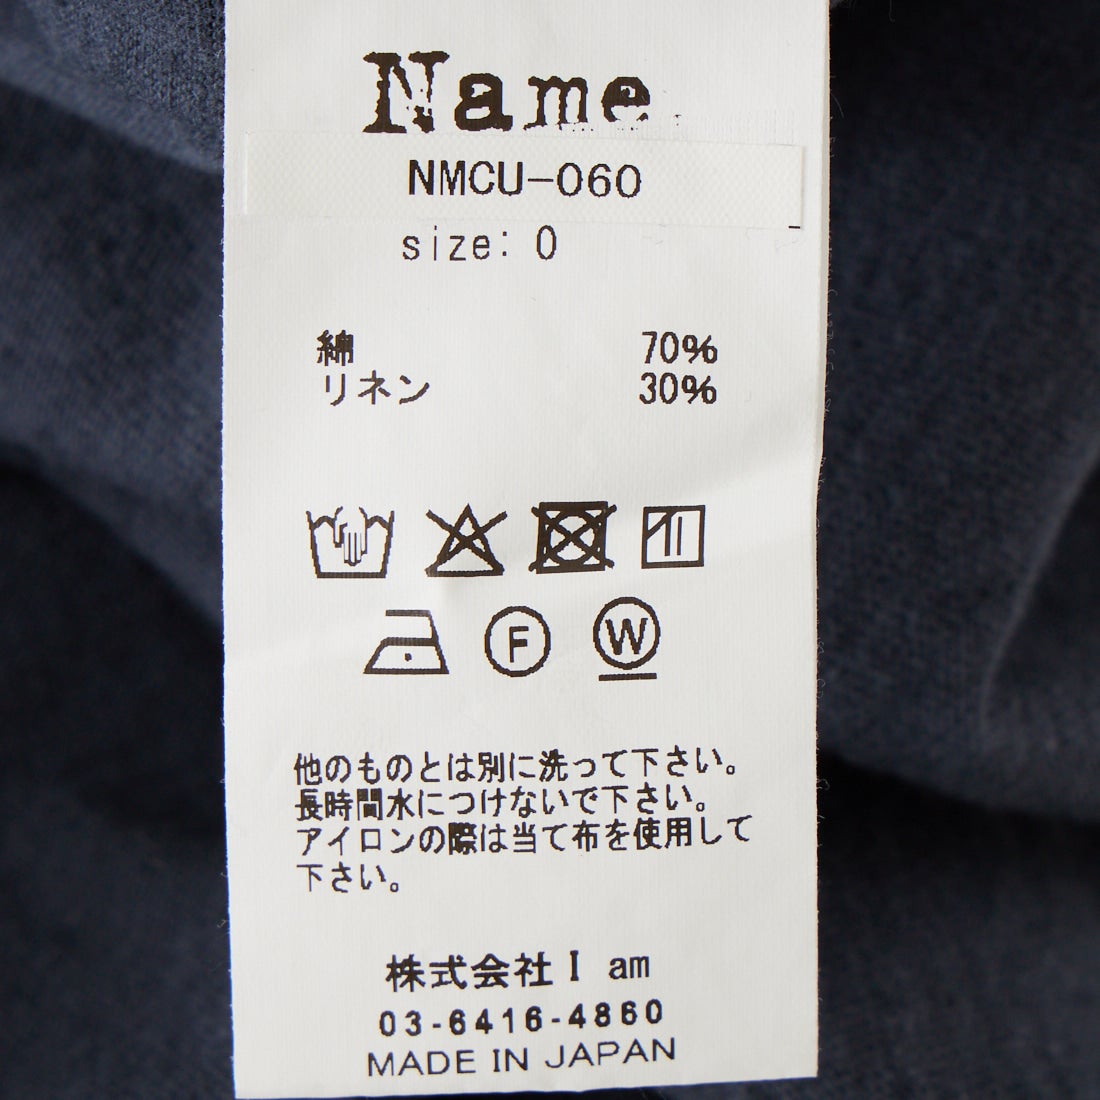 Name.
NMCU-060
size: 0
綿 70%
リネン 30%
F W
他のものとは別に洗って下さい。
長時間水につけないで下さい。
アイロンの際は当て布を使用して
下さい。
株式会社 I am
03-6416-4860
MADE IN JAPAN